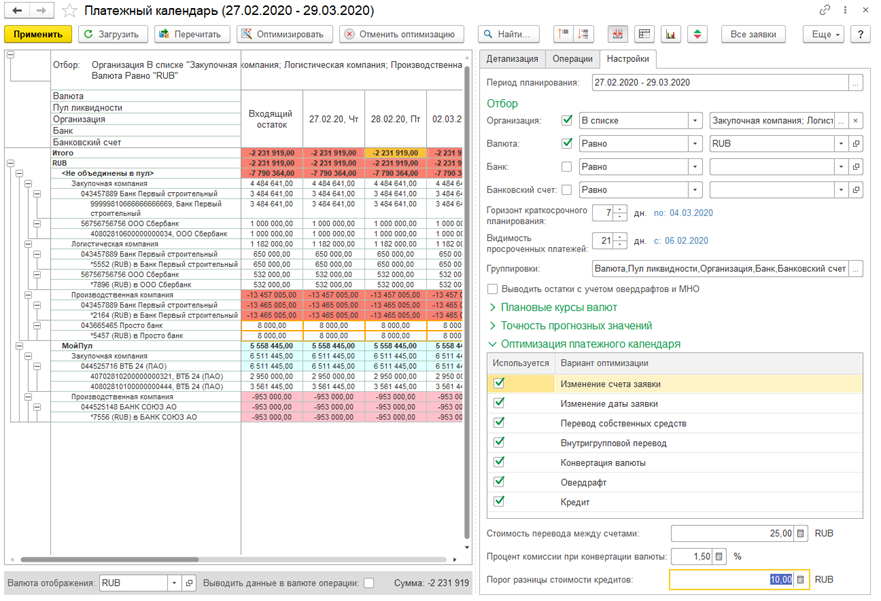 Платежный календарь (27.02.2020 - 29.03.2020)
Применить Загрузить Перечитать Оптимизировать Отменить оптимизацию Найти... Все заявки Еще ?
Отбор: Организация В списке "Закупочная компания; Логистическая компания; Производственна
Валюта Равно "RUB"
Валюта
Пул ликвидности
Организация
Банк
Банковский счет
Входящий остаток 27.02.20, Чт 28.02.20, Пт 02.03.2
Итого -2 231 919,00 -2 231 919,00 -2 231 919,00 -2 231 9
RUB -2 231 919,00 -2 231 919,00 -2 231 919,00 -2 231 9
<Не объединены в пул> -7 790 364,00 -7 790 364,00 -7 790 364,00 -7 790 3
Закупочная компания 4 484 641,00 4 484 641,00 4 484 641,00 4 484 6
043457889 Банк Первый строительный 3 484 641,00 3 484 641,00 3 484 641,00 3 484 6
Банк Первый строительный 3 484 641,00 3 484 641,00 3 484 641,00 3 484 6
56756756756 ООО Сбербанк 1 000 000,00 1 000 000,00 1 000 000,00 1 000 0
40802810600000000034, ООО Сбербанк 1 000 000,00 1 000 000,00 1 000 000,00 1 000 0
Логистическая компания 1 182 000,00 1 182 000,00 1 182 000,00 1 182 0
043457889 Банк Первый строительный 650 000,00 650 000,00 650 000,00 650 0
*5552 (RUB) в Банк Первый строительный 650 000,00 650 000,00 650 000,00 650 0
56756756756 ООО Сбербанк 532 000,00 532 000,00 532 000,00 532 0
*7896 (RUB) в ООО Сбербанк 532 000,00 532 000,00 532 000,00 532 0
Производственная компания -13 457 005,00 -13 457 005,00 -13 457 005,00 -13 457 0
043457889 Банк Первый строительный -13 465 005,00 -13 465 005,00 -13 465 005,00 -13 465 0
*2164 (RUB) в Банк Первый строительный -13 465 005,00 -13 465 005,00 -13 465 005,00 -13 465 0
043665465 Просто банк 8 000,00 8 000,00 8 000,00 8 0
*5457 (RUB) в Просто банк 8 000,00 8 000,00 8 000,00 8 0
МойПул 5 558 445,00 5 558 445,00 5 558 445,00 5 558 4
Закупочная компания 6 511 445,00 6 511 445,00 6 511 445,00 6 511 4
044525716 ВТБ 24 (ПАО) 6 511 445,00 6 511 445,00 6 511 445,00 6 511 4
40702810200000000321, ВТБ 24 (ПАО) 2 950 000,00 2 950 000,00 2 950 000,00 2 950 0
40802810100000000444, ВТБ 24 (ПАО) 3 561 445,00 3 561 445,00 3 561 445,00 3 561 4
Производственная компания -953 000,00 -953 000,00 -953 000,00 -953 0
044525148 БАНК СОЮЗ АО -953 000,00 -953 000,00 -953 000,00 -953 0
*7556 (RUB) в БАНК СОЮЗ АО -953 000,00 -953 000,00 -953 000,00 -953 0
Валюта отображения: RUB Выводить данные в валюте операции: Сумма: -2 231 919
Детализация Операции Настройки
Период планирования: 27.02.2020 - 29.03.2020 ...
Отбор
Организация: В списке Закупочная компания; Логист ... ×
Валюта: Равно RUB
Банк: Равно
Банковский счет: Равно
Горизонт краткосрочного планирования: 7 дн. по: 04.03.2020
Видимость просроченных платежей: 21 дн. с: 06.02.2020
Группировки: Валюта,Пул ликвидности,Организация,Банк,Банковский счет ...
Выводить остатки с учетом овердрафтов и МНО
Плановые курсы валют
Точность прогнозных значений
Оптимизация платежного календаря
Используется Вариант оптимизации
Изменение счета заявки
Изменение даты заявки
Перевод собственных средств
Внутригрупповой перевод
Конвертация валюты
Овердрафт
Кредит
Стоимость перевода между счетами: 25,00 RUB
Процент комиссии при конвертации валюты: 1,50 %
Порог разницы стоимости кредитов: 10,00 RUB